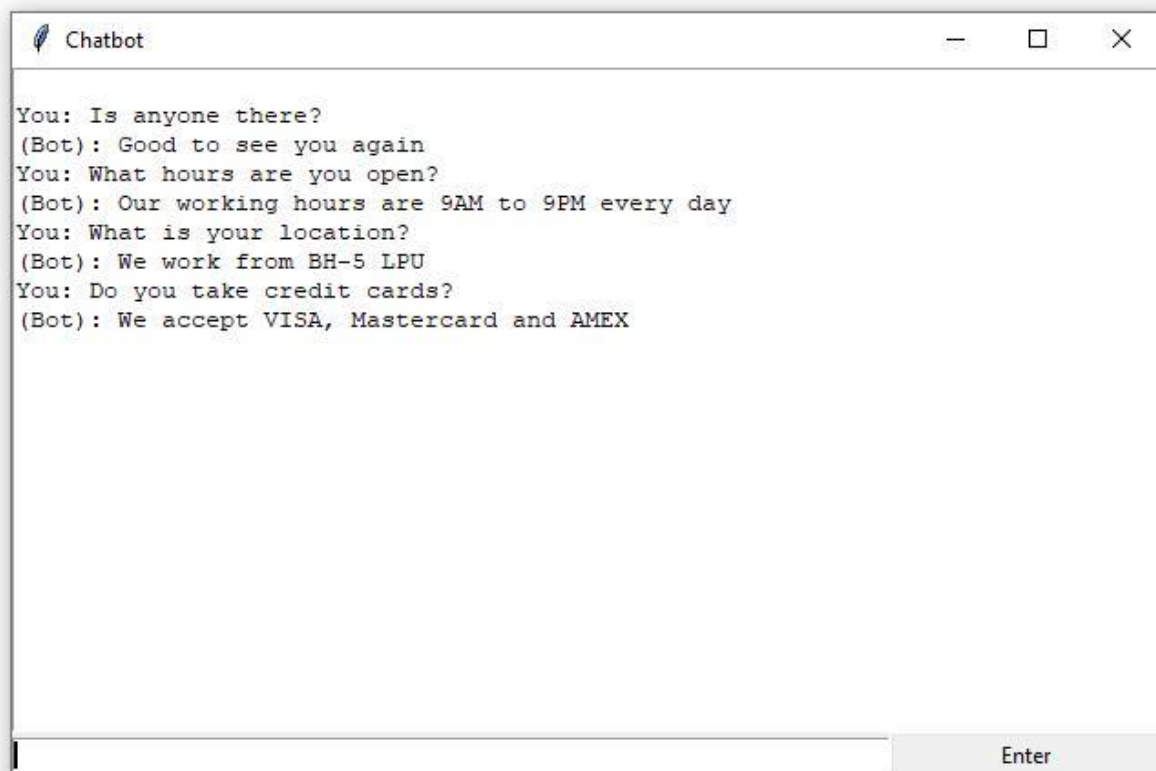 Chatbot
You: Is anyone there?
(Bot): Good to see you again
You: What hours are you open?
(Bot): Our working hours are 9AM to 9PM every day
You: What is your location?
(Bot): We work from BH-5 LPU
You: Do you take credit cards?
(Bot): We accept VISA, Mastercard and AMEX
Enter